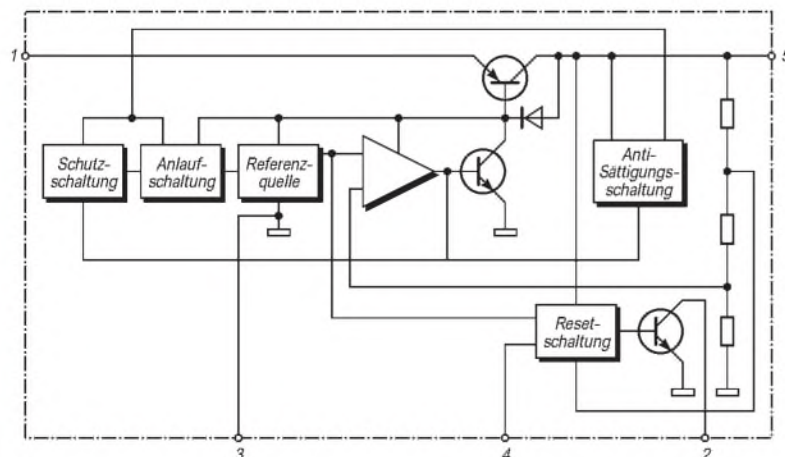 1
5
Schutz-
schaltung
Anlauf-
schaltung
Referenz-
quelle
Anti-
Sättigungs-
schaltung
Reset-
schaltung
3
4
2